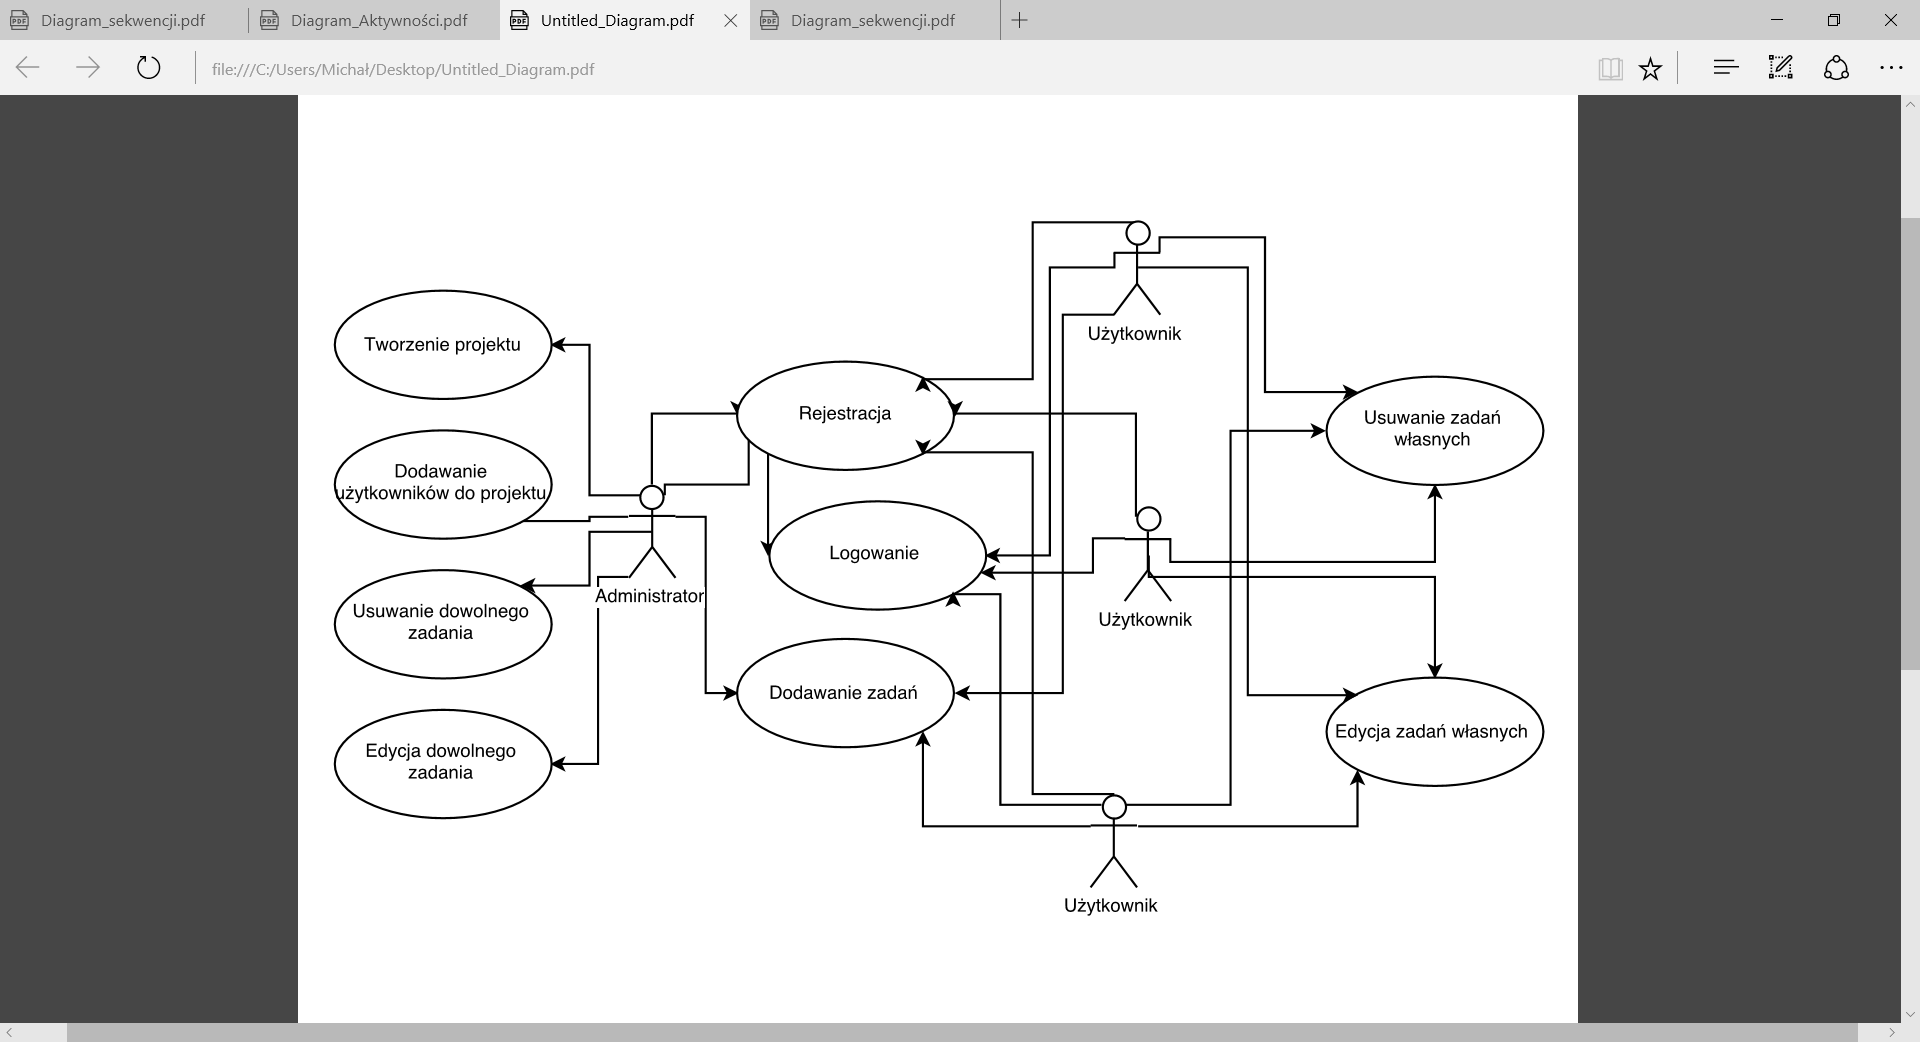 Diagram_sekwencji.pdf
Diagram_Aktywności.pdf
Untitled_Diagram.pdf
Diagram_sekwencji.pdf
file:///C:/Users/Michał/Desktop/Untitled_Diagram.pdf
Użytkownik
Tworzenie projektu
Rejestracja
Usuwanie zadań
własnych
Dodawanie
użytkowników do projektu
Logowanie
Administrator
Użytkownik
Usuwanie dowolnego
zadania
Dodawanie zadań
Edycja zadań własnych
Edycja dowolnego
zadania
Użytkownik